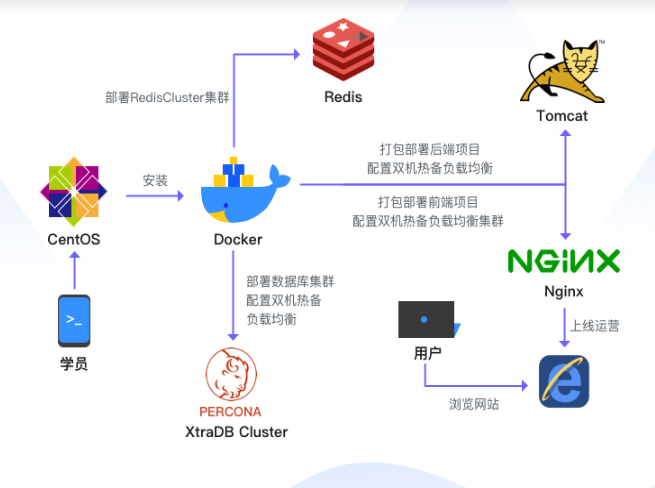 部署RedisCluster集群
Redis
TM
Tomcat
打包部署后端项目
配置双机热备负载均衡
安装
打包部署前端项目
配置双机热备负载均衡集群
CentOS
Docker
NGINX
Nginx
部署数据库集群
配置双机热备
负载均衡
>_
学员
用户
上线运营
PERCONA
XtraDB Cluster
浏览网站
e